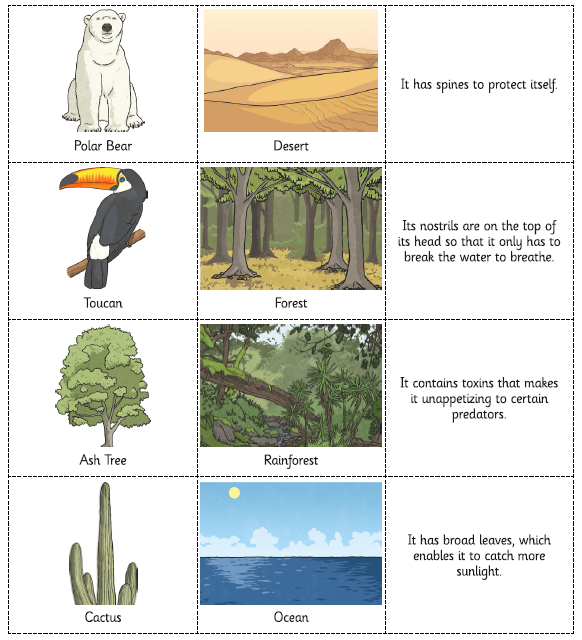 Polar Bear
Desert
It has spines to protect itself.
Toucan
Forest
Its nostrils are on the top of
its head so that it only has to
break the water to breathe.
Ash Tree
Rainforest
It contains toxins that makes
it unappetizing to certain
predators.
Cactus
Ocean
It has broad leaves, which
enables it to catch more
sunlight.